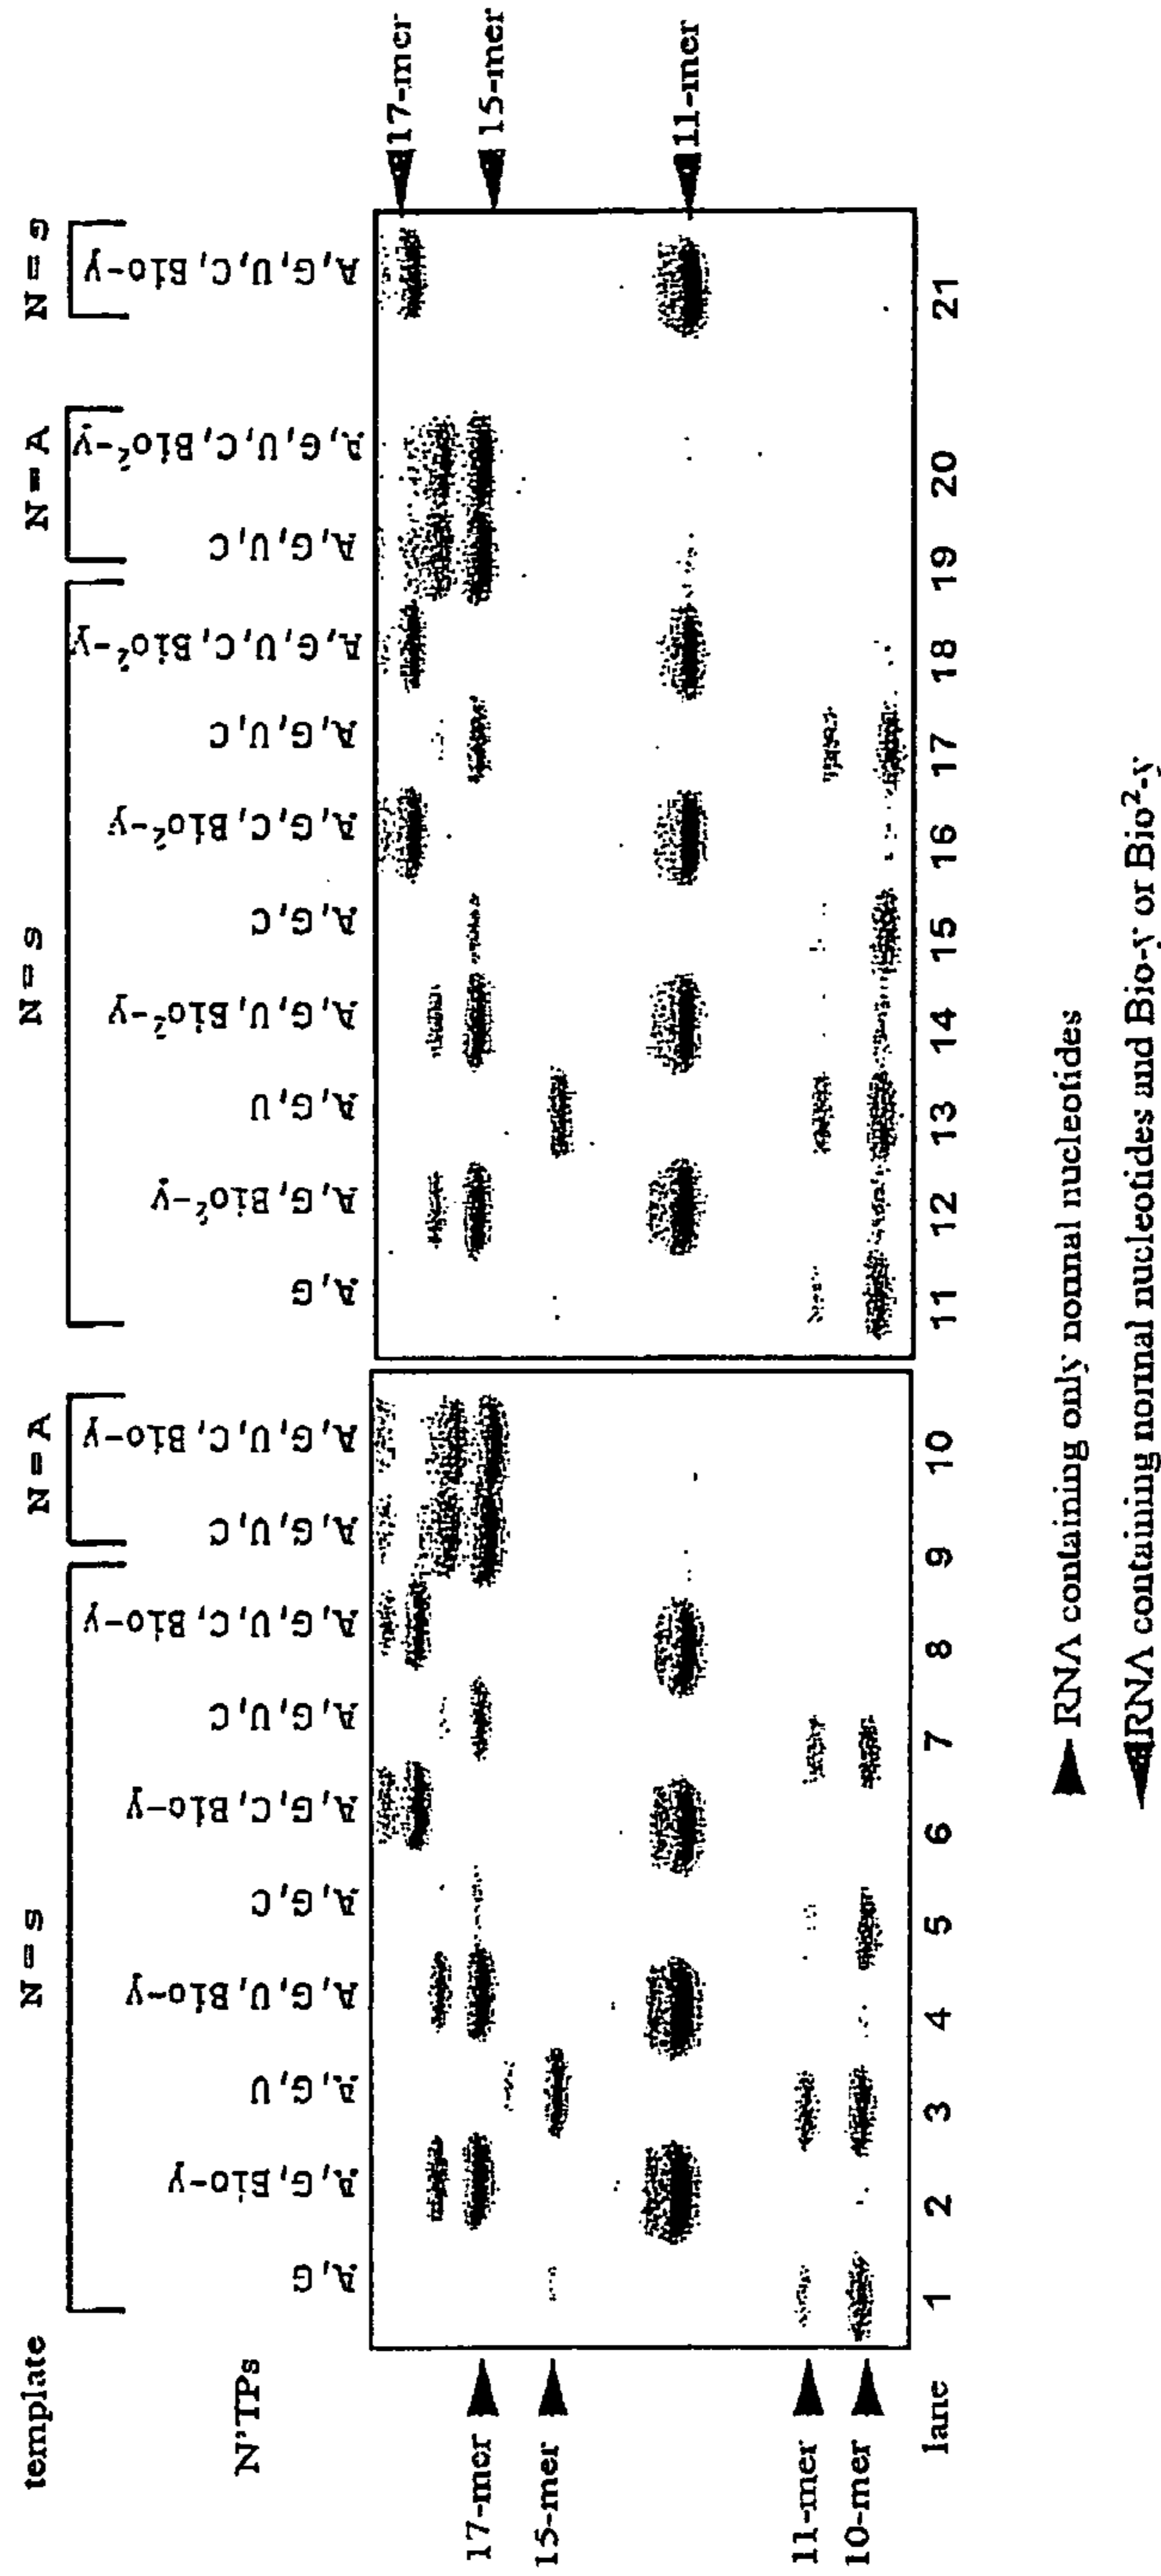 template
N = s
N = A
N = s
N = A
N = s
NTPs
A,G
A,G,Bio-y
A,G,U
A,G,U,Bio-y
A,G,C
A,G,C,Bio-y
A,G,U,C
A,G,U,C,Bio-y
A,G,U,C
A,G,U,C,Bio-y
A,G
A,G,Bio²-y
A,G,U
A,G,U,Bio²-y
A,G,C
A,G,C,Bio²-y
A,G,U,C
A,G,U,C,Bio²-y
A,G,U,C
A,G,U,C,Bio²-y
A,G,U,C,Bio-y
17-mer
15-mer
11-mer
10-mer
17-mer
15-mer
11-mer
lane 1 2 3 4 5 6 7 8 9 10 11 12 13 14 15 16 17 18 19 20 21
RNA containing only normal nucleotides
RNA containing normal nucleotides and Bio-y or Bio²-y